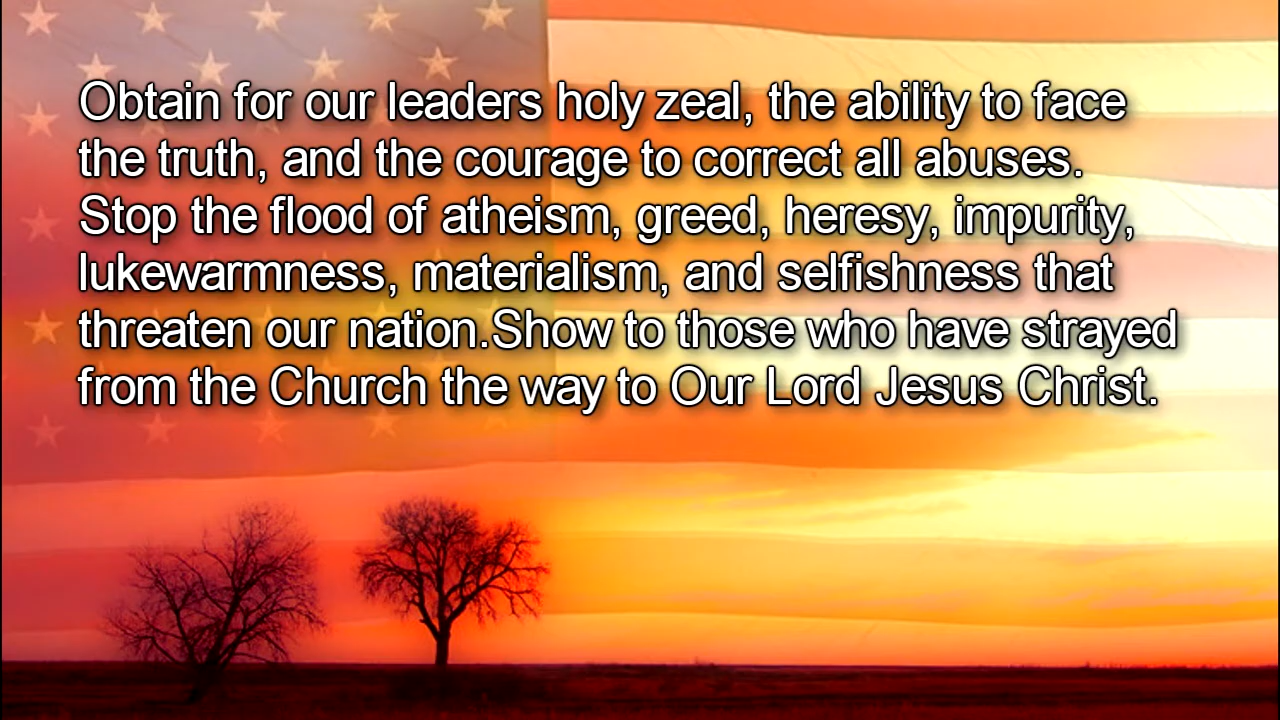 Obtain for our leaders holy zeal, the ability to face
the truth, and the courage to correct all abuses.
Stop the flood of atheism, greed, heresy, impurity,
lukewarmness, materialism, and selfishness that
threaten our nation.Show to those who have strayed
from the Church the way to Our Lord Jesus Christ.